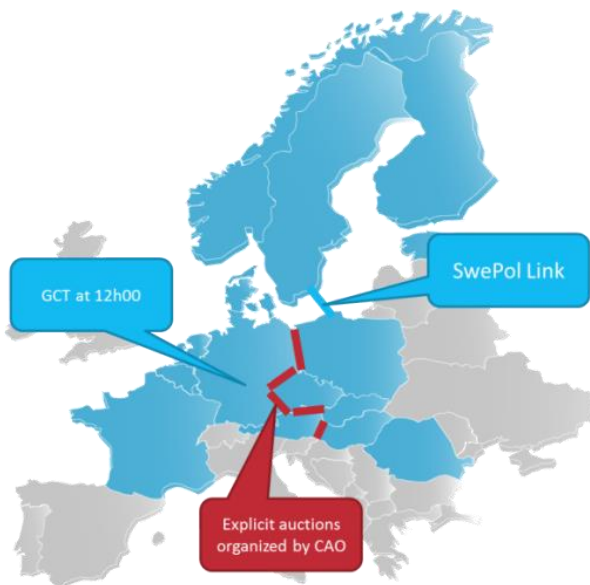 SwePol Link
GCT at 12h00
Explicit auctions
organized by CAO